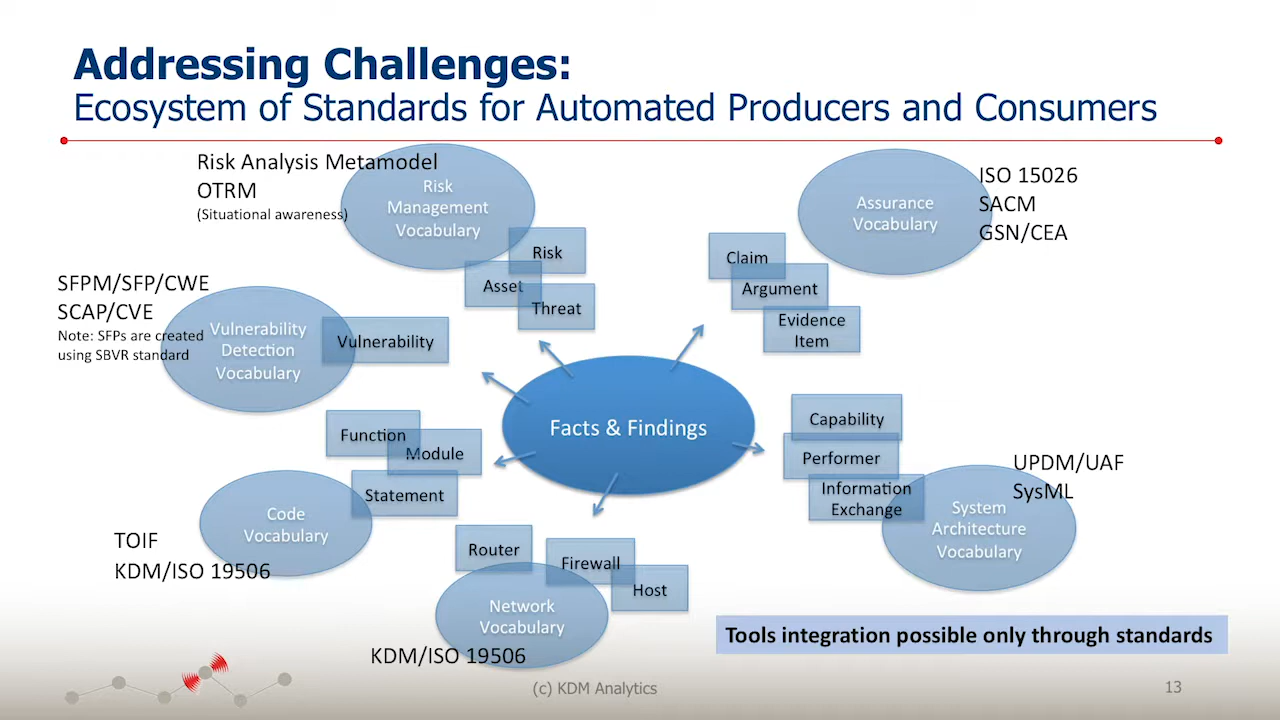 Addressing Challenges:
Ecosystem of Standards for Automated Producers and Consumers
Risk Analysis Metamodel
OTRM
(Situational awareness)
Risk
Management
Vocabulary
Risk
Asset
Threat
ISO 15026
SACM
GSN/CEA
Assurance
Vocabulary
Claim
Argument
Evidence
Item
SFPM/SFP/CWE
SCAP/CVE
Note: SFPs are created
using SBVR standard
Vulnerability
Detection
Vocabulary
Vulnerability
Facts & Findings
Function
Module
Statement
Code
Vocabulary
TOIF
KDM/ISO 19506
Capability
Performer
Information
Exchange
UPDM/UAF
SysML
System
Architecture
Vocabulary
Router
Firewall
Host
Network
Vocabulary
KDM/ISO 19506
Tools integration possible only through standards
(c) KDM Analytics
13